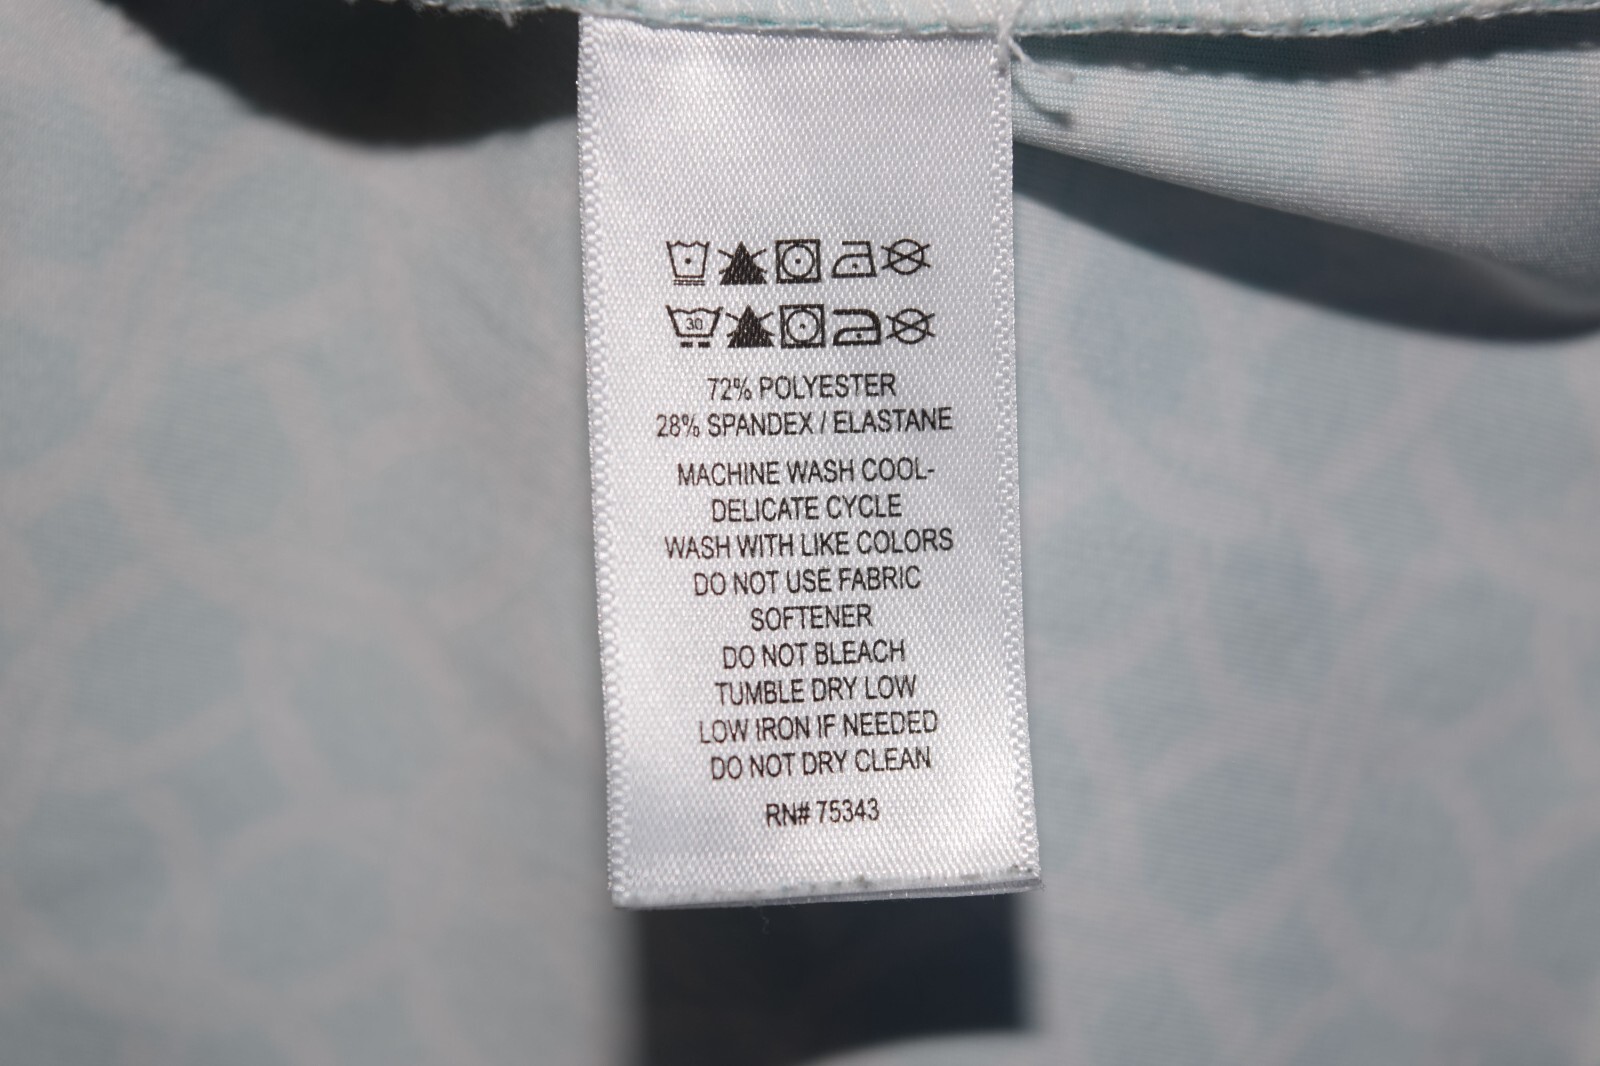 30
72% POLYESTER
28% SPANDEX / ELASTANE
MACHINE WASH COOL-
DELICATE CYCLE
WASH WITH LIKE COLORS
DO NOT USE FABRIC
SOFTENER
DO NOT BLEACH
TUMBLE DRY LOW
LOW IRON IF NEEDED
DO NOT DRY CLEAN
RN# 75343